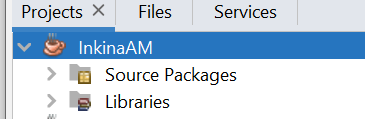 Projects Files Services
InkinaAM
Source Packages
Libraries